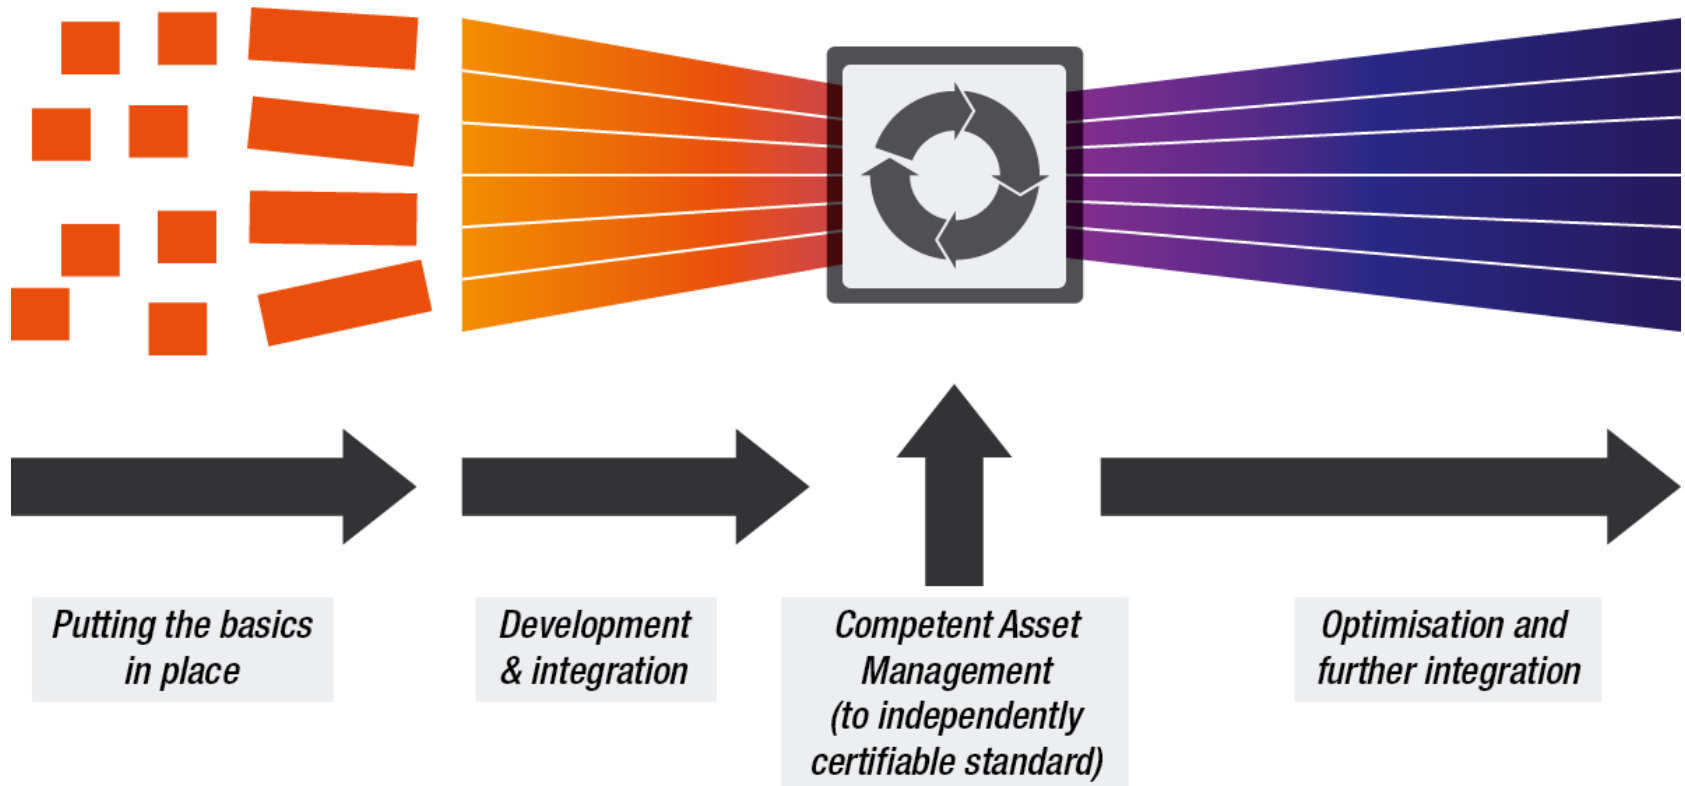 Putting the basics
in place
Development
& integration
Competent Asset
Management
(to independently
certifiable standard)
Optimisation and
further integration